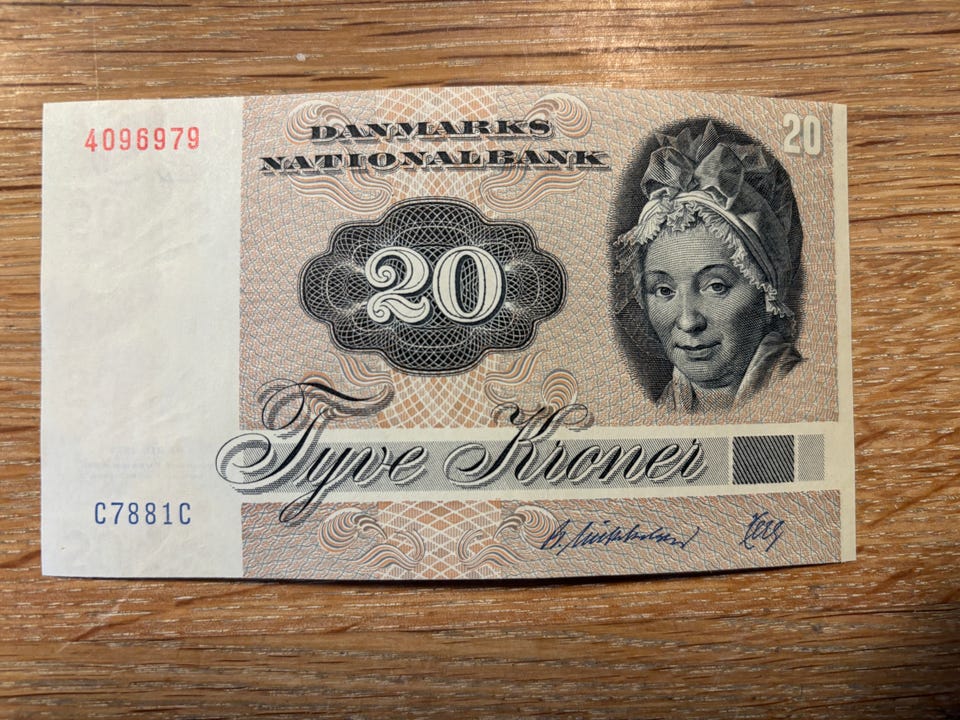 4096979
DANMARKS
NATIONALBANK
20
20
Tyve Kroner
C7881C